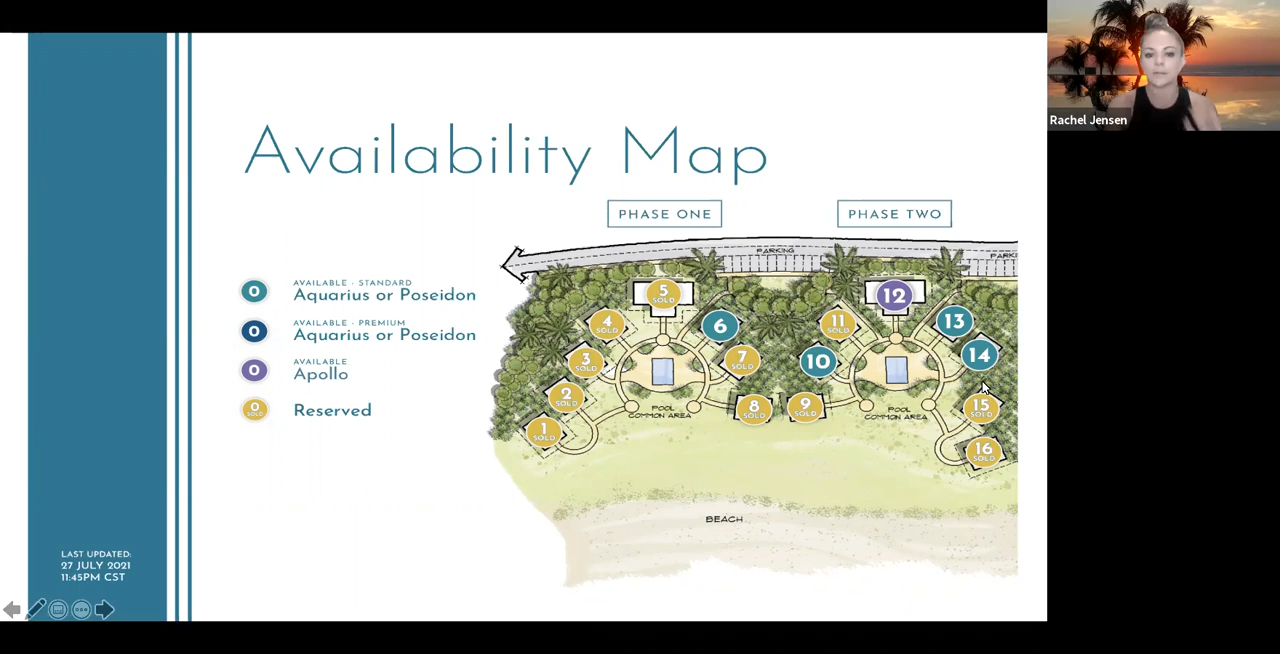 Rachel Jensen
Availability Map
PHASE ONE
PHASE TWO
0
AVAILABLE - STANDARD
Aquarius or Poseidon
0
AVAILABLE - PREMIUM
Aquarius or Poseidon
0
AVAILABLE
Apollo
0
SOLD
Reserved
PARKING
PARKI
5
SOLD
4
SOLD
6
3
SOLD
7
SOLD
2
SOLD
8
SOLD
1
SOLD
POOL
COMMON AREA
12
11
SOLD
13
10
14
9
SOLD
15
SOLD
16
SOLD
POOL
COMMON AREA
BEACH
LAST UPDATED:
27 JULY 2021
11:45PM CST